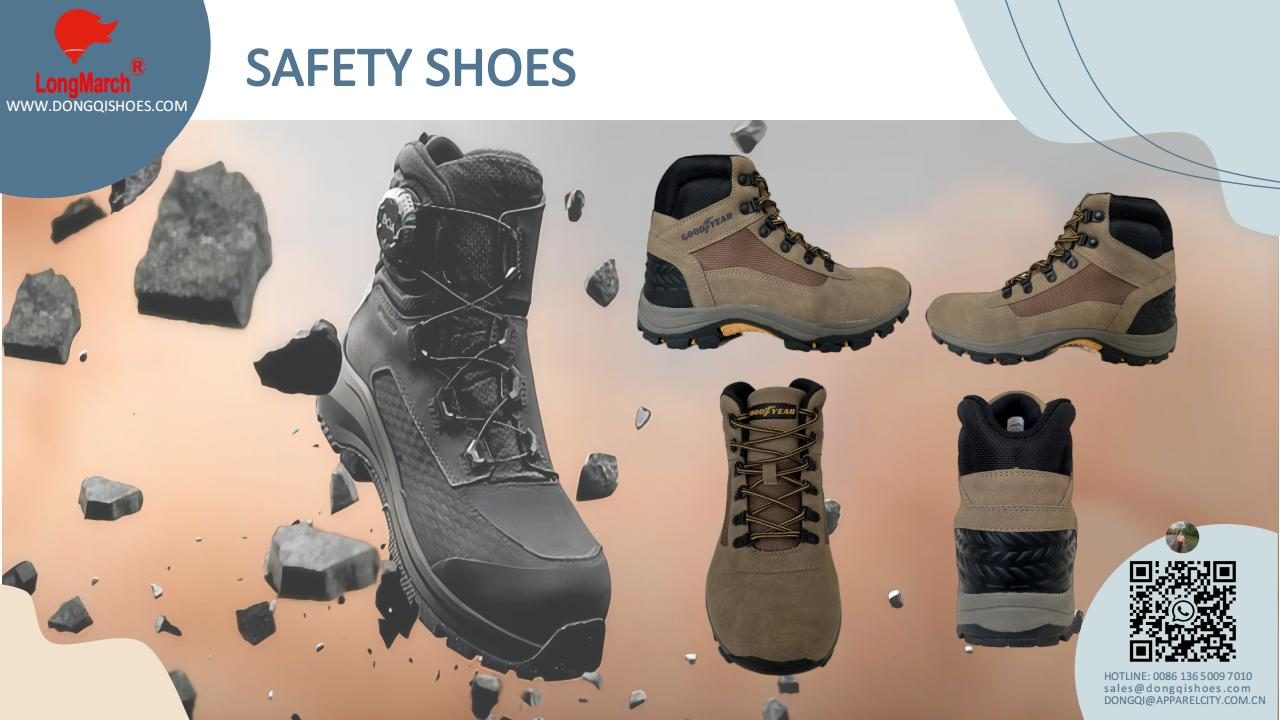 LongMarch®
WWW.DONGQISHOES.COM
SAFETY SHOES
BOA
GOODYEAR
GOODYEAR
HOTLINE: 0086 136 5009 7010
sales@dongqishoes.com
DONGQI@APPARELCITY.COM.CN